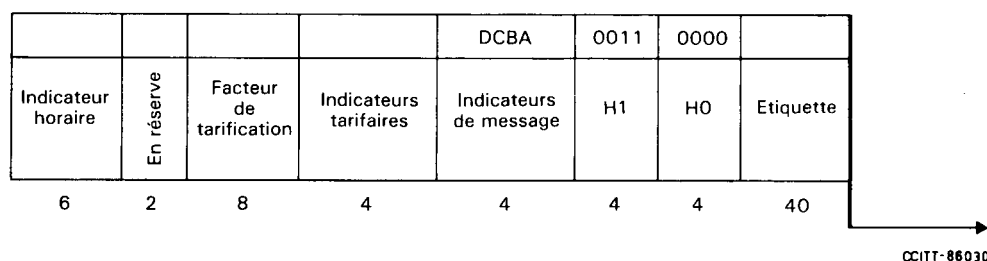 DCBA 0011 0000
Indicateur horaire
En réserve
Facteur de tarification
Indicateurs tarifaires
Indicateurs de message
H1
H0
Etiquette
6 2 8 4 4 4 4 40
CCITT-86030